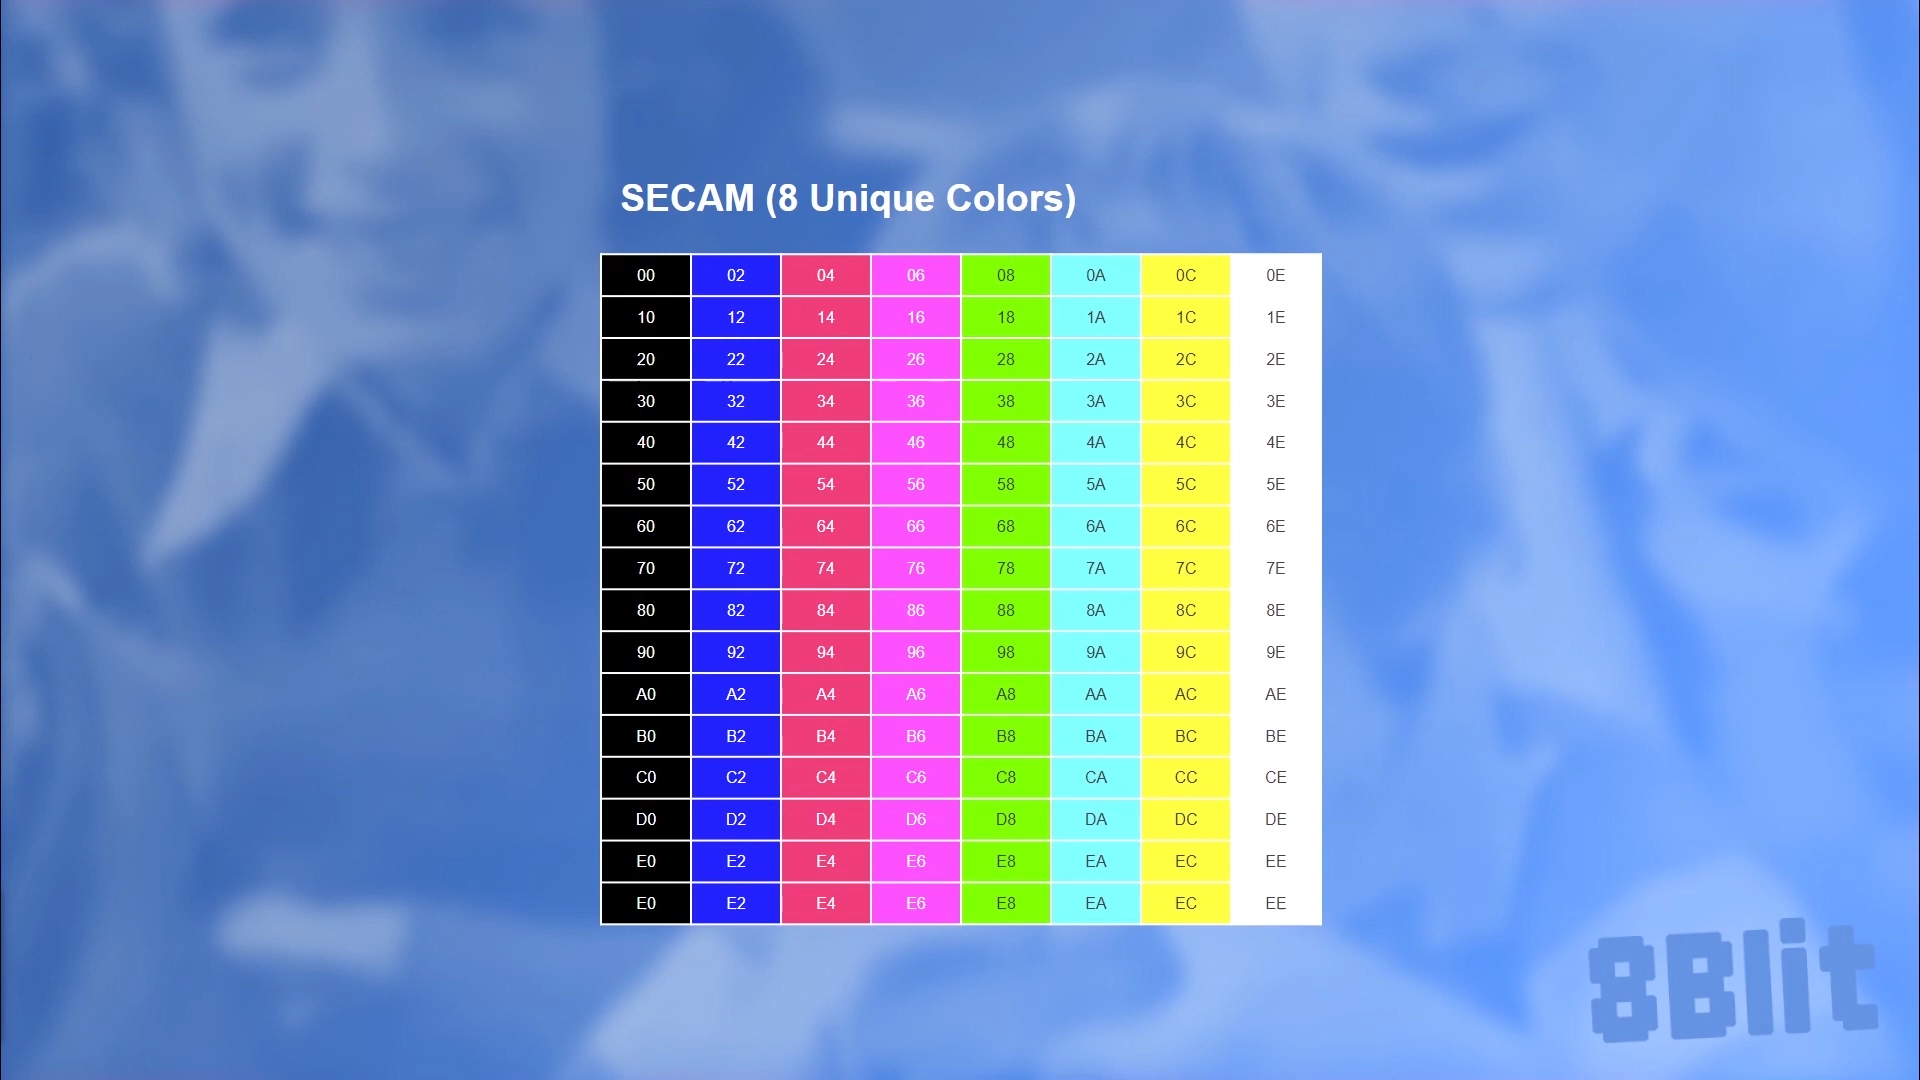 SECAM (8 Unique Colors)
00 02 04 06 08 0A 0C 0E
10 12 14 16 18 1A 1C 1E
20 22 24 26 28 2A 2C 2E
30 32 34 36 38 3A 3C 3E
40 42 44 46 48 4A 4C 4E
50 52 54 56 58 5A 5C 5E
60 62 64 66 68 6A 6C 6E
70 72 74 76 78 7A 7C 7E
80 82 84 86 88 8A 8C 8E
90 92 94 96 98 9A 9C 9E
A0 A2 A4 A6 A8 AA AC AE
B0 B2 B4 B6 B8 BA BC BE
C0 C2 C4 C6 C8 CA CC CE
D0 D2 D4 D6 D8 DA DC DE
E0 E2 E4 E6 E8 EA EC EE
E0 E2 E4 E6 E8 EA EC EE
8Blit